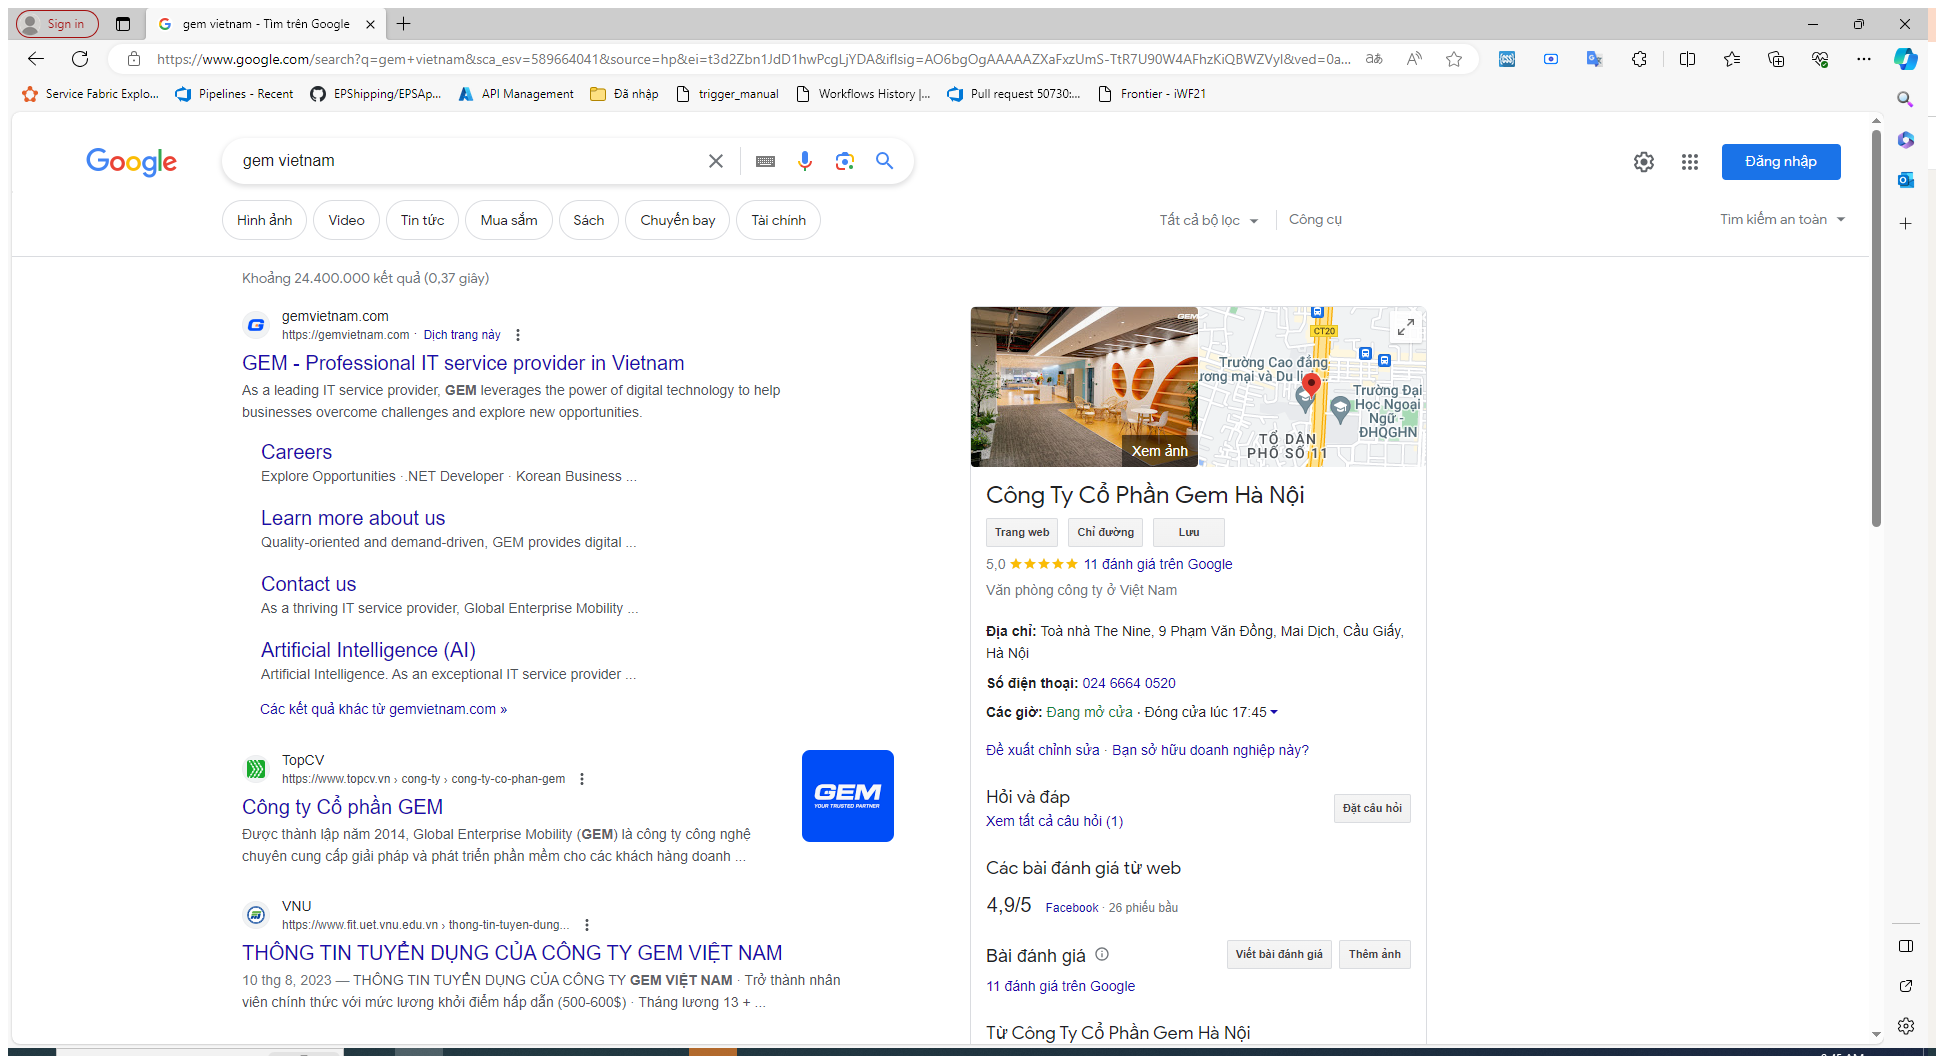 Sign in
gem vietnam - Tìm trên Google
https://www.google.com/search?q=gem+vietnam&sca_esv=589664041&source=hp&ei=t3d2Zbn1JdD1hwPcgLjYDA&iflsig=AO6bgOgAAAAAZXaFxzUmS-TtR7U90W4AFhzKiQBWZVyI&ved=0a...
Service Fabric Explo...
Pipelines - Recent
EPShipping/EPSAp...
API Management
Đã nhập
trigger_manual
Workflows History |...
Pull request 50730:...
Frontier - iWF21
Google
gem vietnam
Đăng nhập
Hình ảnh
Video
Tin tức
Mua sắm
Sách
Chuyến bay
Tài chính
Tất cả bộ lọc
Công cụ
Tìm kiếm an toàn
Khoảng 24.400.000 kết quả (0,37 giây)
gemvietnam.com
https://gemvietnam.com · Dịch trang này
GEM - Professional IT service provider in Vietnam
As a leading IT service provider, GEM leverages the power of digital technology to help
businesses overcome challenges and explore new opportunities.
Careers
Explore Opportunities · .NET Developer · Korean Business ...
Learn more about us
Quality-oriented and demand-driven, GEM provides digital ...
Contact us
As a thriving IT service provider, Global Enterprise Mobility ...
Artificial Intelligence (AI)
Artificial Intelligence. As an exceptional IT service provider ...
Các kết quả khác từ gemvietnam.com »
TopCV
https://www.topcv.vn › cong-ty › cong-ty-co-phan-gem
Công ty Cổ phần GEM
Được thành lập năm 2014, Global Enterprise Mobility (GEM) là công ty công nghệ
chuyên cung cấp giải pháp và phát triển phần mềm cho các khách hàng doanh ...
GEM
YOUR TRUSTED PARTNER
VNU
https://www.fit.uet.vnu.edu.vn › thong-tin-tuyen-dung...
THÔNG TIN TUYỂN DỤNG CỦA CÔNG TY GEM VIỆT NAM
10 thg 8, 2023 — THÔNG TIN TUYỂN DỤNG CỦA CÔNG TY GEM VIỆT NAM · Trở thành nhân
viên chính thức với mức lương khởi điểm hấp dẫn (500-600$) · Tháng lương 13 + ...
GEM
Xem ảnh
CT20
Trường Cao đẳng
ương mại và Du lịch...
Trường Đại
Học Ngoại
Ngữ -
ĐHQGHN
TỔ DÂN
PHỐ SỐ 11
Công Ty Cổ Phần Gem Hà Nội
Trang web
Chỉ đường
Lưu
5,0 11 đánh giá trên Google
Văn phòng công ty ở Việt Nam
Địa chỉ: Toà nhà The Nine, 9 Phạm Văn Đồng, Mai Dịch, Cầu Giấy,
Hà Nội
Số điện thoại: 024 6664 0520
Các giờ: Đang mở cửa · Đóng cửa lúc 17:45
Đề xuất chỉnh sửa · Bạn sở hữu doanh nghiệp này?
Hỏi và đáp
Xem tất cả câu hỏi (1)
Đặt câu hỏi
Các bài đánh giá từ web
4,9/5 Facebook · 26 phiếu bầu
Bài đánh giá
Viết bài đánh giá
Thêm ảnh
11 đánh giá trên Google
Từ Công Ty Cổ Phần Gem Hà Nội